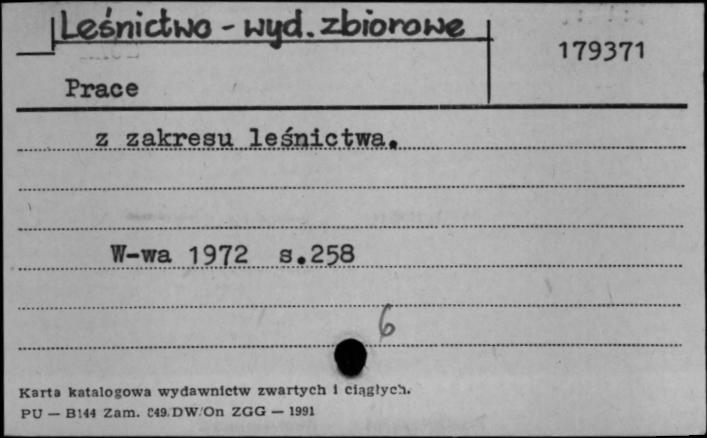 Leśnictwo - wyd. zbiorowe
179371
Prace
z zakresu leśnictwa.
W-wa 1972 s.258
6
Karta katalogowa wydawnictw zwartych i ciągłych.
PU — B144 Zam. 849. DW/On ZGG — 1991